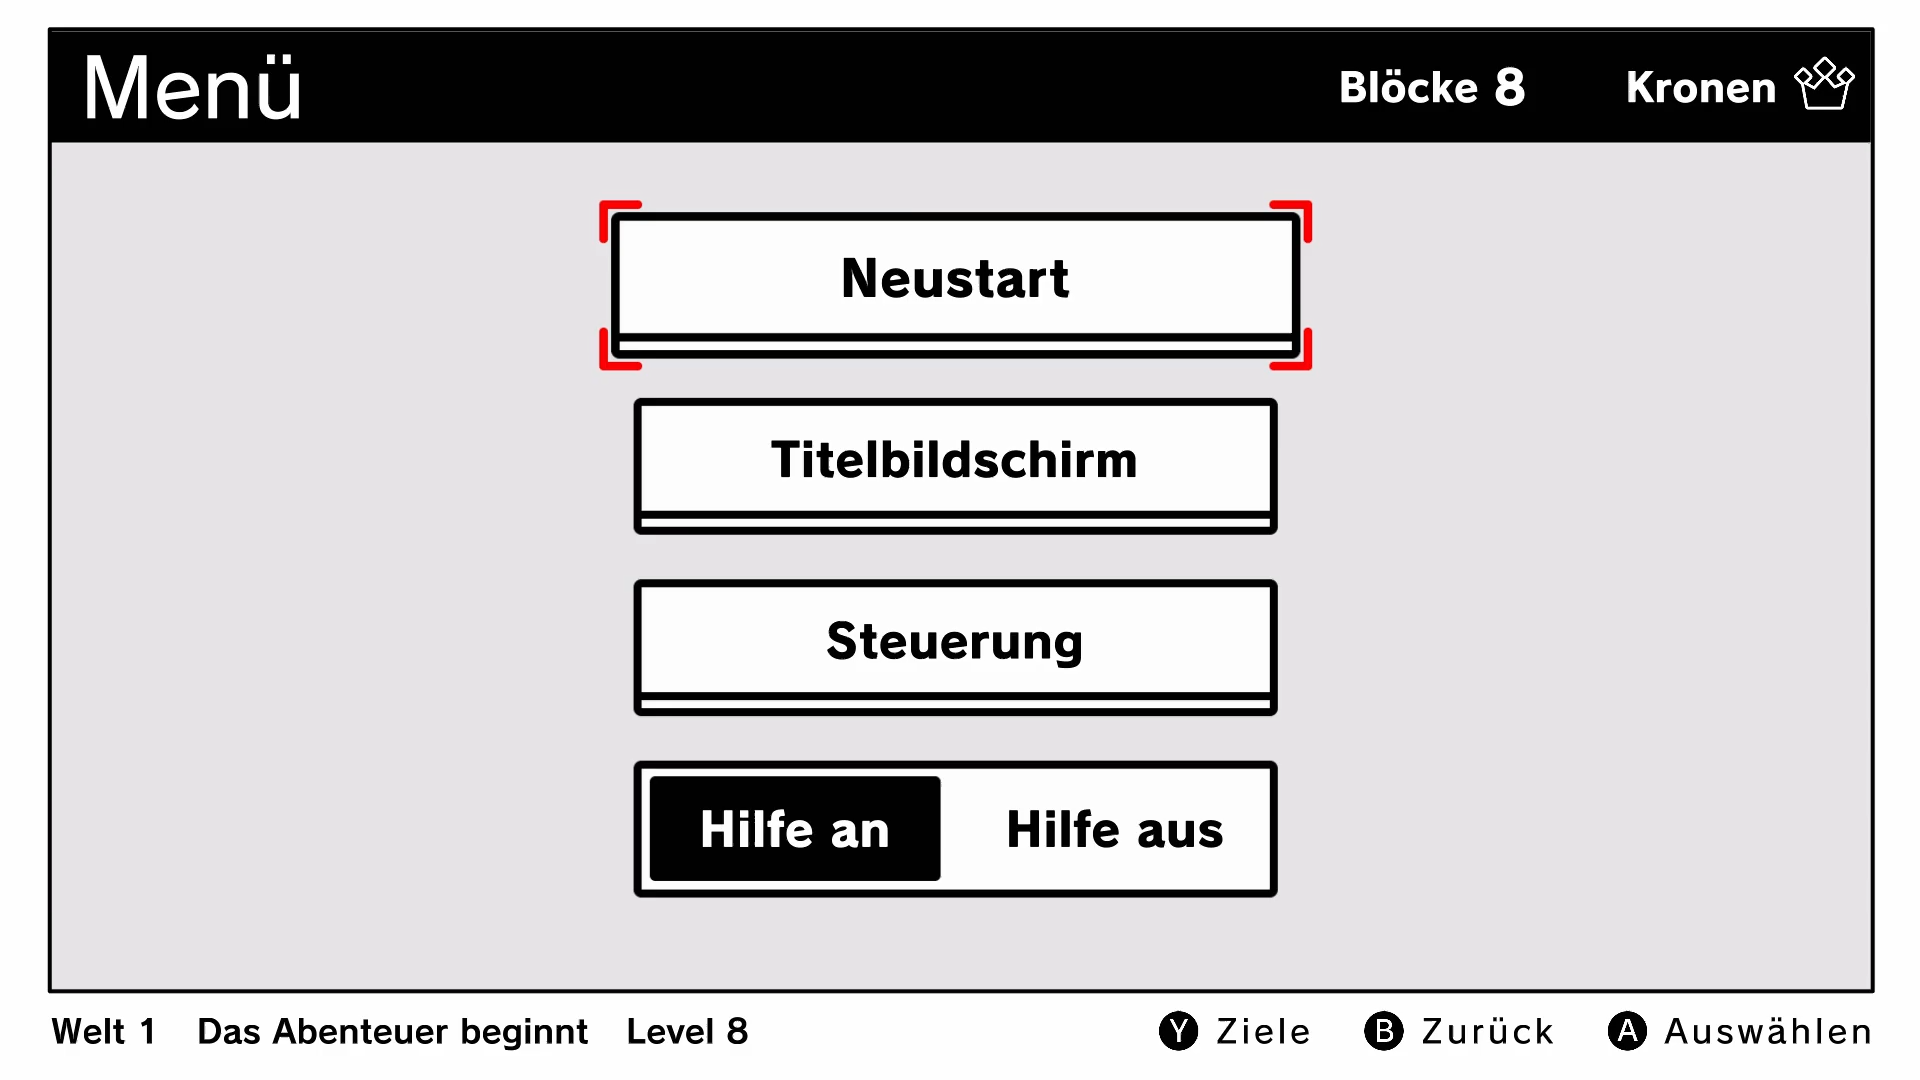 Menü Blöcke 8 Kronen
Neustart
Titelbildschirm
Steuerung
Hilfe an Hilfe aus
Welt 1 Das Abenteuer beginnt Level 8 Y Ziele B Zurück A Auswählen